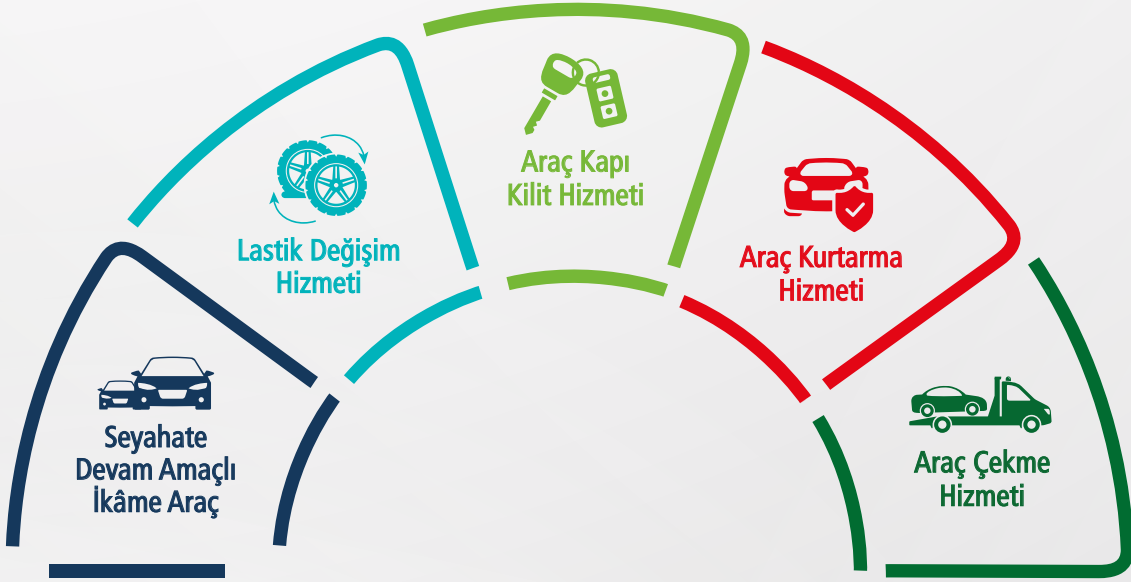 Seyahate
Devam Amaçlı
İkâme Araç
Lastik Değişim
Hizmeti
Araç Kapı
Kilit Hizmeti
Araç Kurtarma
Hizmeti
Araç Çekme
Hizmeti